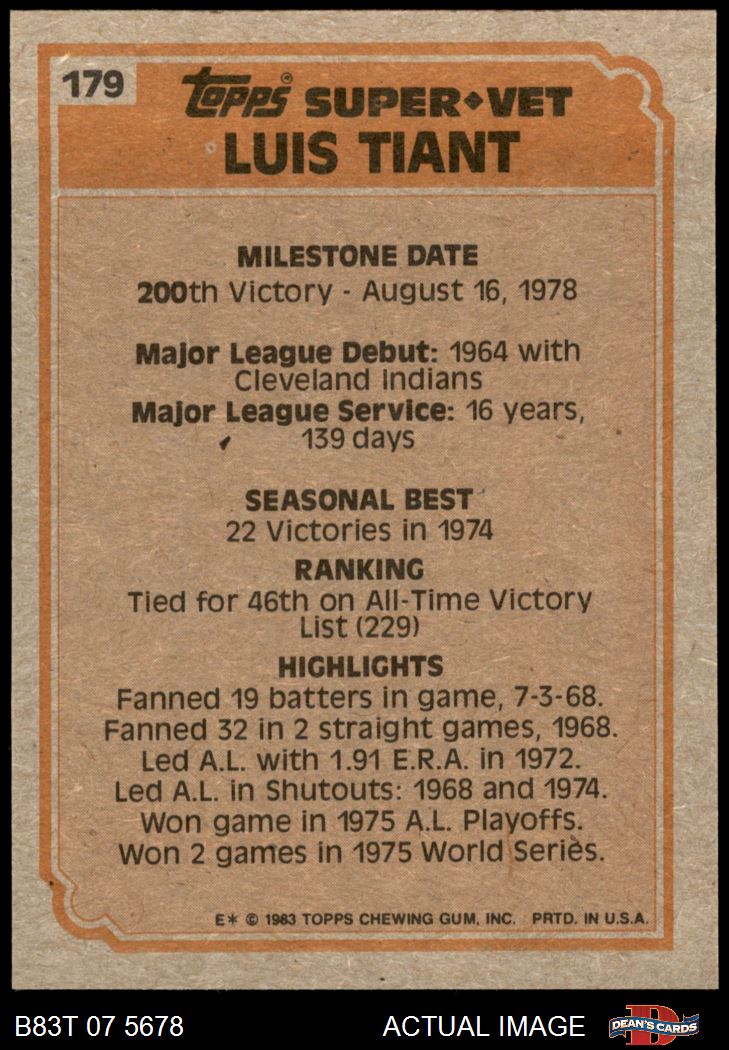 179
Topps® SUPER◆VET
LUIS TIANT
MILESTONE DATE
200th Victory - August 16, 1978
Major League Debut: 1964 with
Cleveland Indians
Major League Service: 16 years,
139 days
SEASONAL BEST
22 Victories in 1974
RANKING
Tied for 46th on All-Time Victory
List (229)
HIGHLIGHTS
Fanned 19 batters in game, 7-3-68.
Fanned 32 in 2 straight games, 1968.
Led A.L. with 1.91 E.R.A. in 1972.
Led A.L. in Shutouts: 1968 and 1974.
Won game in 1975 A.L. Playoffs.
Won 2 games in 1975 World Series.
E* © 1983 TOPPS CHEWING GUM, INC. PRTD. IN U.S.A.
B83T 07 5678 ACTUAL IMAGE DEAN'S CARDS